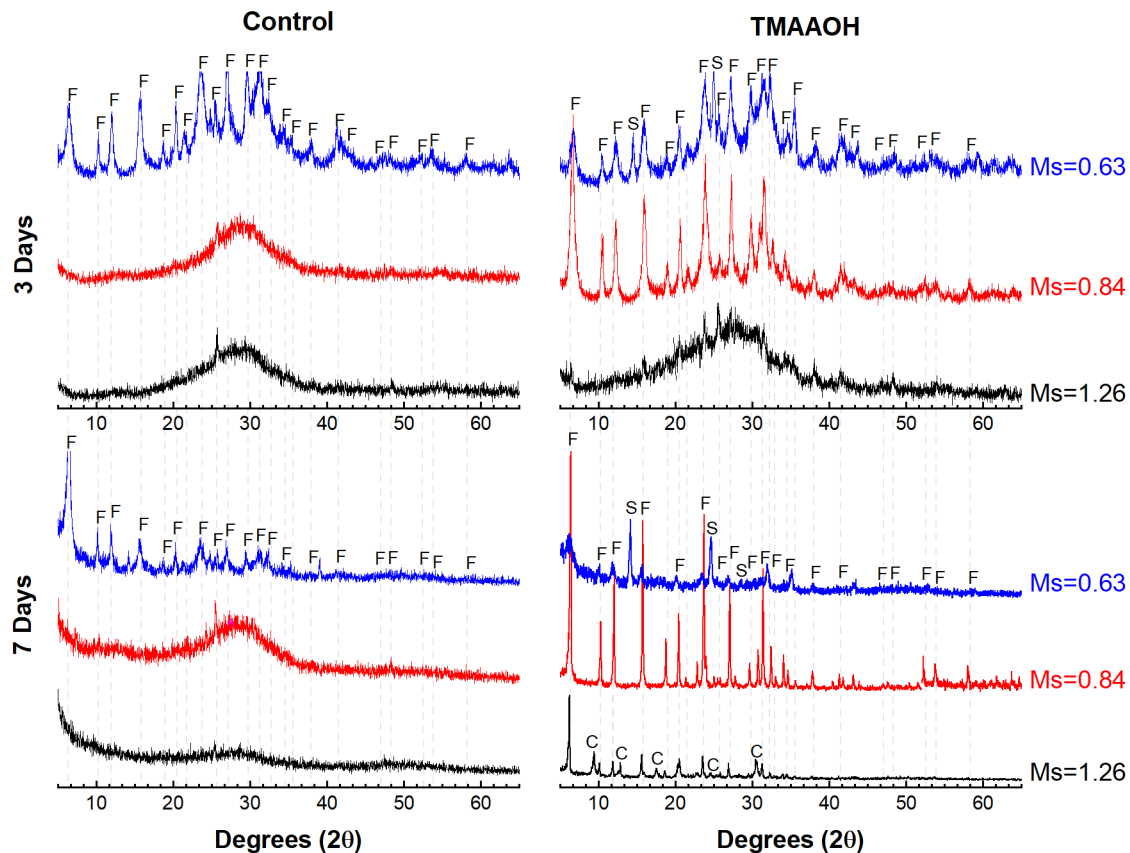 Control
TMAAOH
3 Days
F F F F F F F F F F F F F F F F F F F F F F F
F F F S F F F F S F F F F F F F F F F F F F F F
Ms=0.63
Ms=0.84
Ms=1.26
10 20 30 40 50 60
10 20 30 40 50 60
7 Days
F F F F F F F F F F F F F F F F F F F F
F F F S F F F S F F S F F F F F F F F F F F
Ms=0.63
Ms=0.84
C C C C C
Ms=1.26
10 20 30 40 50 60
10 20 30 40 50 60
Degrees (2θ)
Degrees (2θ)